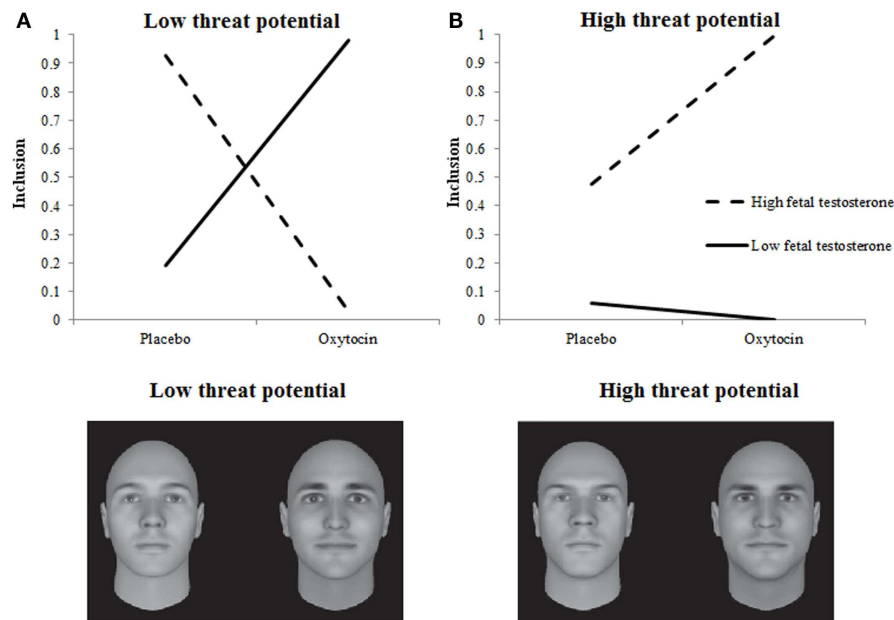 A
Low threat potential
Inclusion
1
0.9
0.8
0.7
0.6
0.5
0.4
0.3
0.2
0.1
0
Placebo
Oxytocin
B
High threat potential
Inclusion
1
0.9
0.8
0.7
0.6
0.5
0.4
0.3
0.2
0.1
0
Placebo
Oxytocin
High fetal testosterone
Low fetal testosterone
Low threat potential
High threat potential